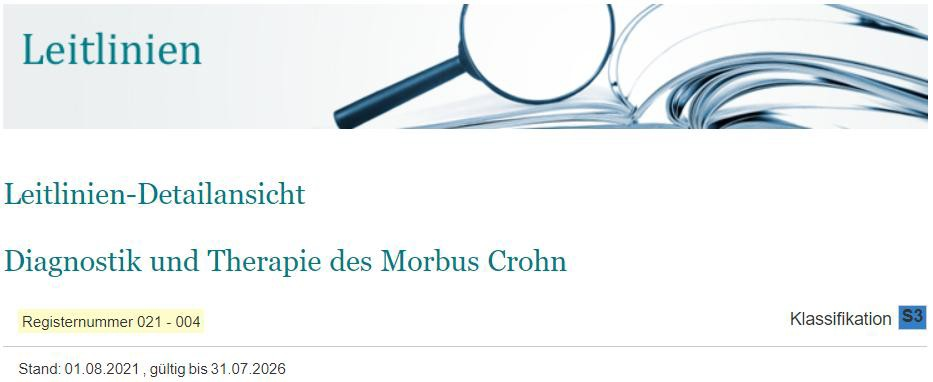 Leitlinien
Leitlinien-Detailansicht
Diagnostik und Therapie des Morbus Crohn
Registernummer 021 - 004
Klassifikation S3
Stand: 01.08.2021 , gültig bis 31.07.2026